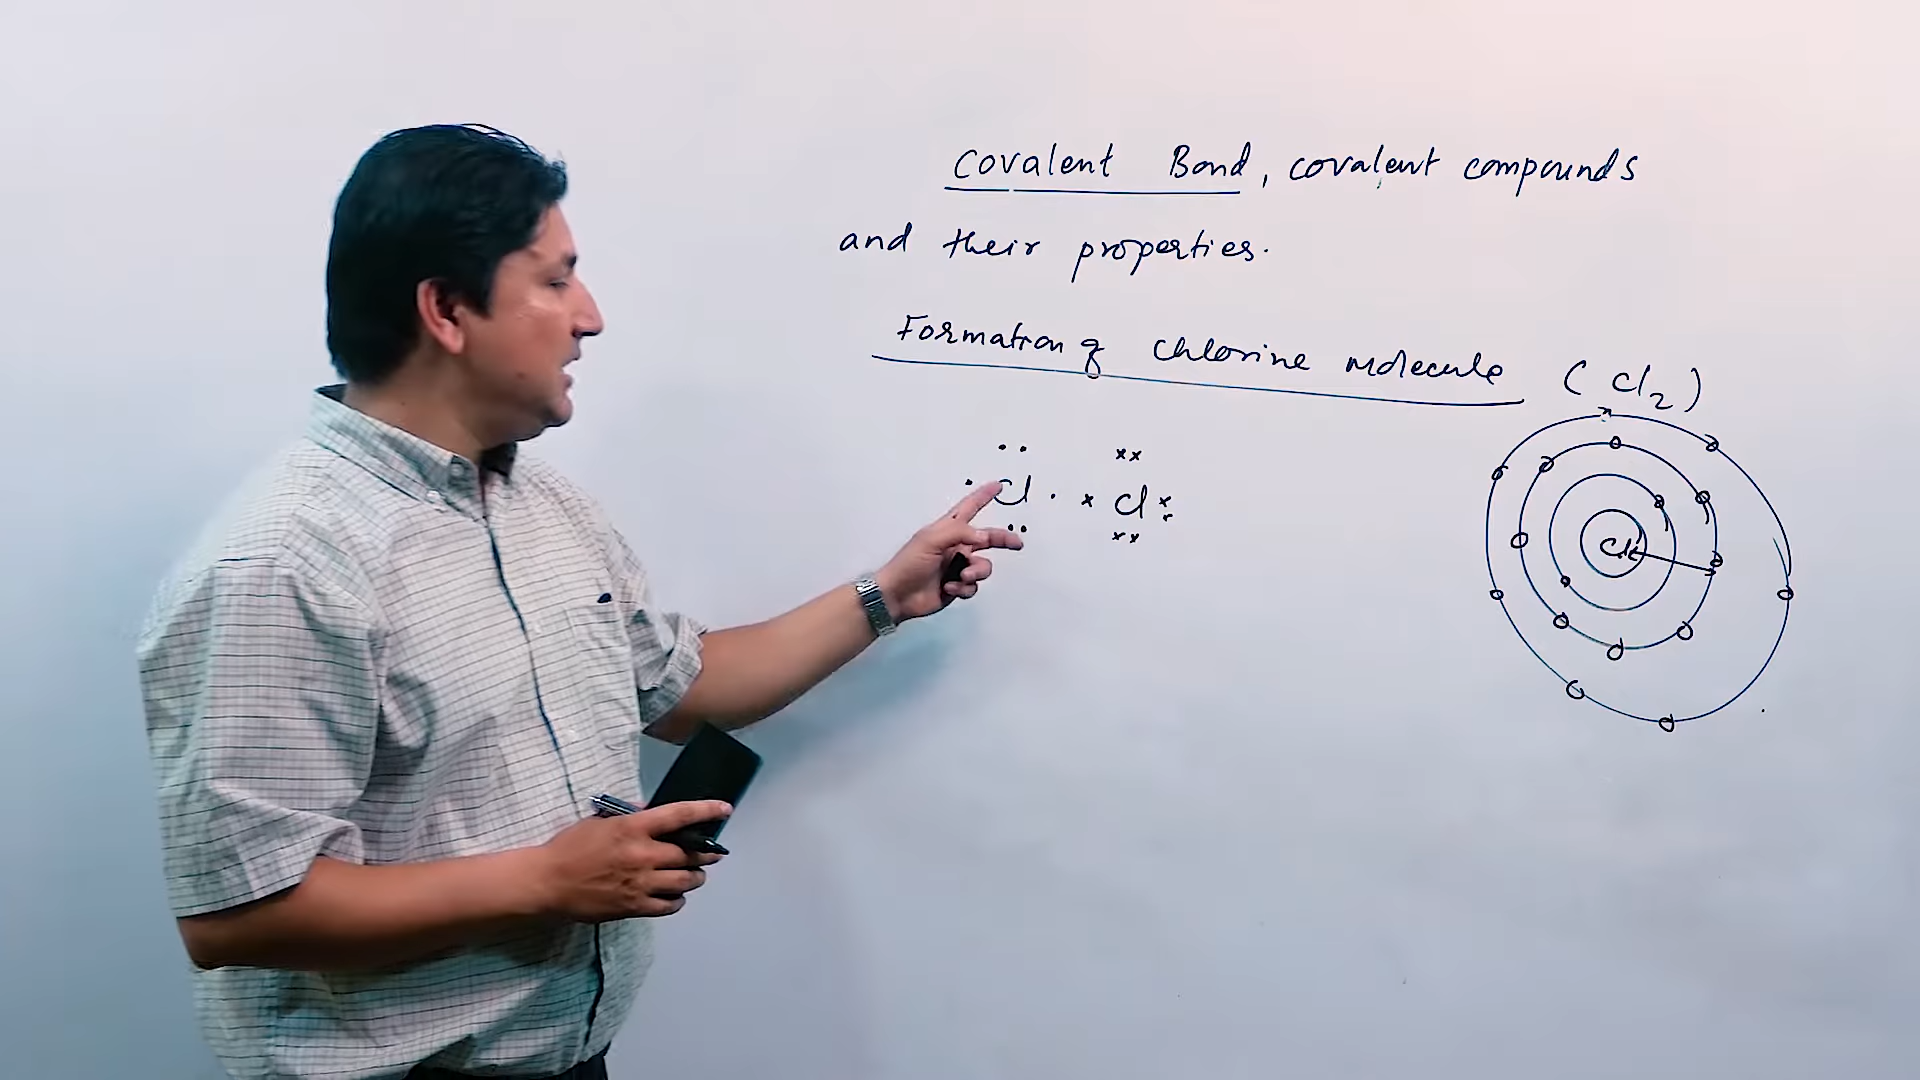 Covalent Bond, covalent compounds
and their properties.
Formation of chlorine molecule (Cl₂)
Cl Cl
Cl